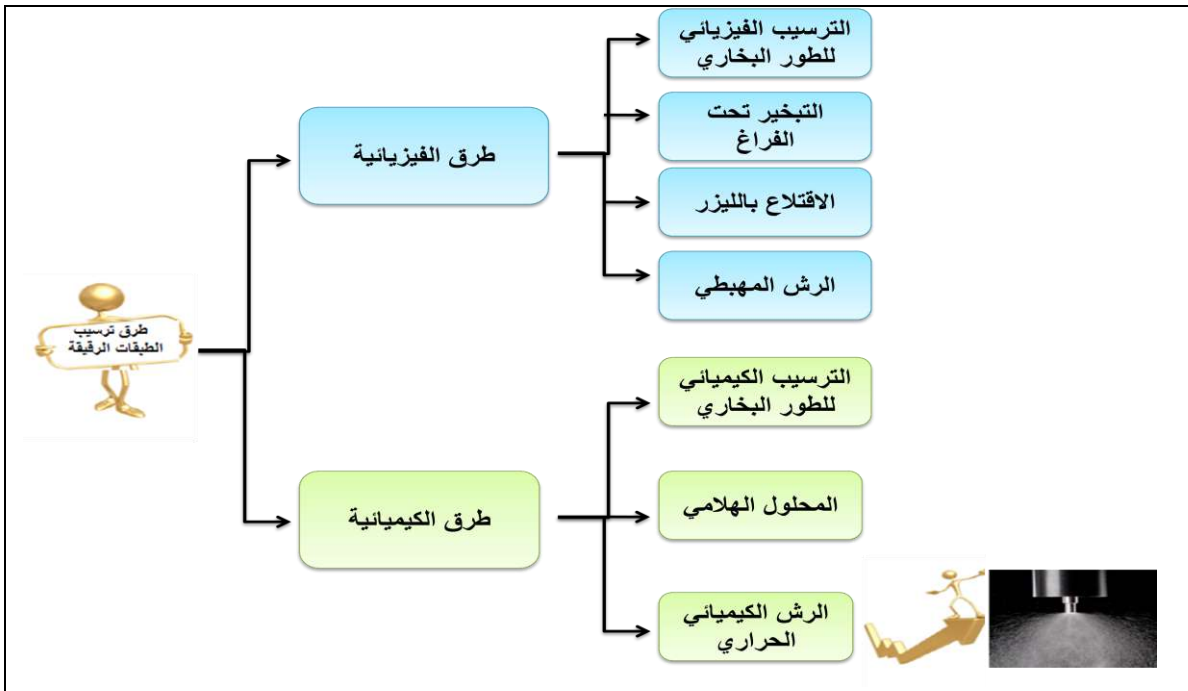 الترسيب الفيزيائي
للطور البخاري
التبخير تحت
الفراغ
طرق الفيزيائية
الاقتلاع بالليزر
الرش المهبطي
طرق ترسيب
الطبقات الرقيقة
الترسيب الكيميائي
للطور البخاري
المحلول الهلامي
طرق الكيميائية
الرش الكيميائي
الحراري